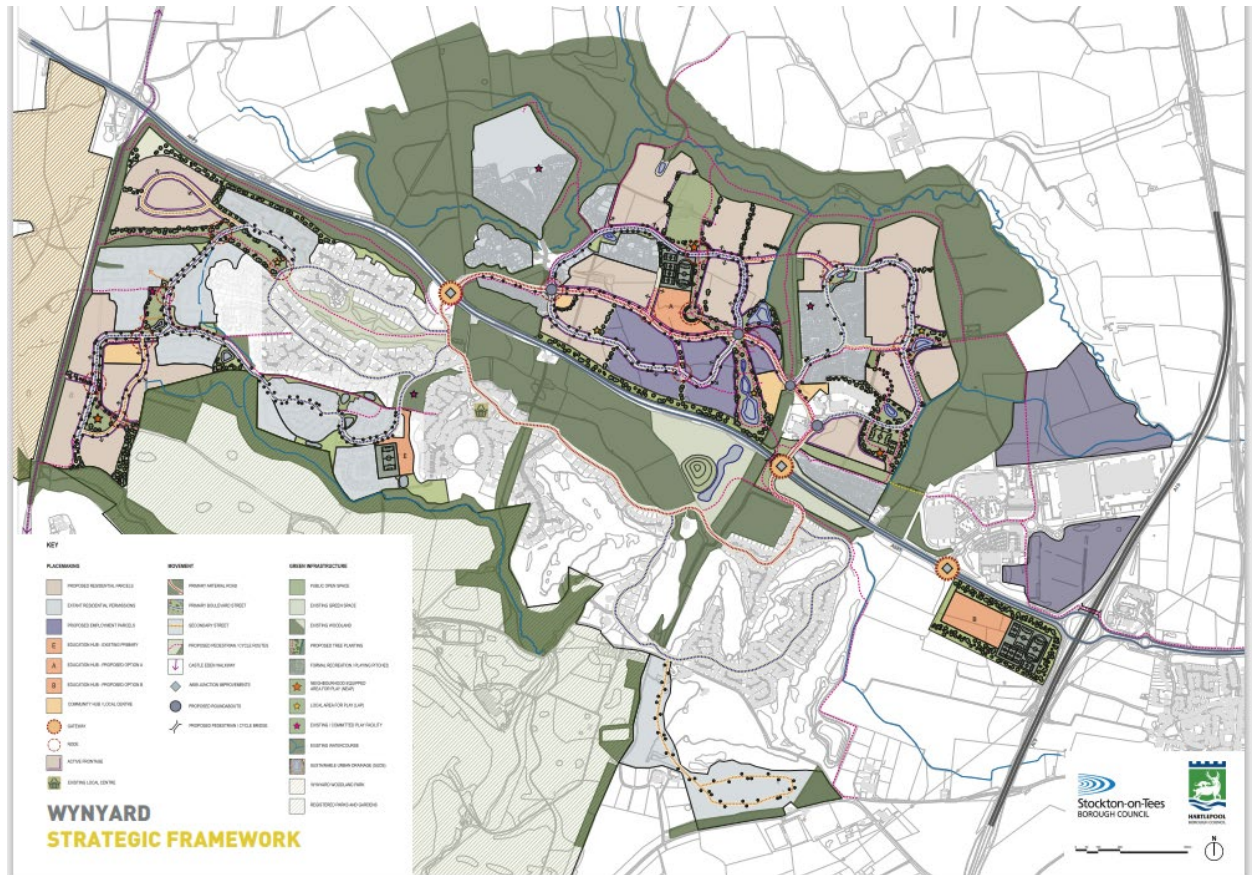 KEY
PLACEMAKING
PROPOSED RESIDENTIAL PARCELS
EXTANT RESIDENTIAL PERMISSIONS
PROPOSED EMPLOYMENT PARCELS
E
EDUCATION HUB - EXISTING PRIMARY
A
EDUCATION HUB - PROPOSED OPTION A
B
EDUCATION HUB - PROPOSED OPTION B
COMMUNITY HUB / LOCAL CENTRE
GATEWAY
NODE
ACTIVE FRONTAGE
EXISTING LOCAL CENTRE
MOVEMENT
PRIMARY ARTERIAL ROAD
PRIMARY BOULEVARD STREET
SECONDARY STREET
PROPOSED PEDESTRIAN / CYCLE ROUTES
CASTLE EDEN WALKWAY
A689 JUNCTION IMPROVEMENTS
PROPOSED ROUNDABOUTS
PROPOSED PEDESTRIAN / CYCLE BRIDGE
GREEN INFRASTRUCTURE
PUBLIC OPEN SPACE
EXISTING GREEN SPACE
EXISTING WOODLAND
PROPOSED TREE PLANTING
FORMAL RECREATION / PLAYING PITCHES
NEIGHBOURHOOD EQUIPPED
AREA FOR PLAY (NEAP)
LOCAL AREA FOR PLAY (LAP)
EXISTING / COMMITTED PLAY FACILITY
EXISTING WATERCOURSE
SUSTAINABLE URBAN DRAINAGE (SUDS)
WYNYARD WOODLAND PARK
REGISTERED PARKS AND GARDENS
WYNYARD
STRATEGIC FRAMEWORK
Stockton-on-Tees
BOROUGH COUNCIL
HARTLEPOOL
BOROUGH COUNCIL
N